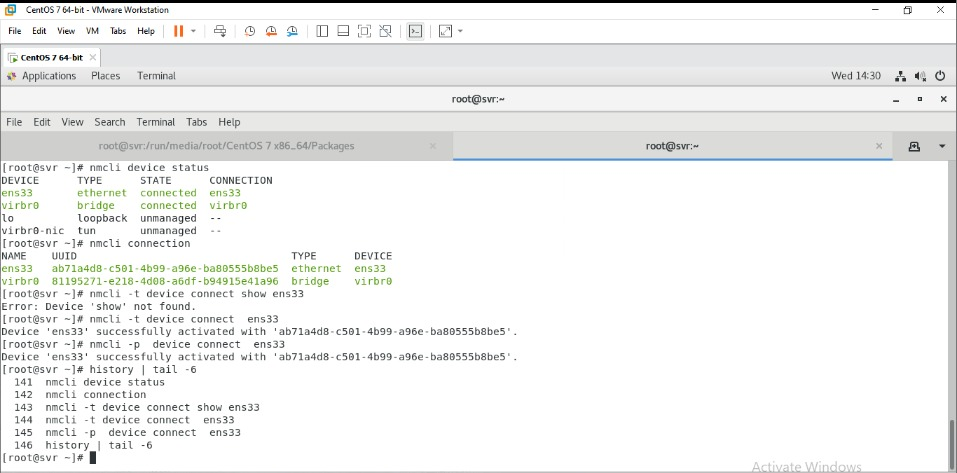 CentOS 7 64-bit - VMware Workstation
File Edit View VM Tabs Help
CentOS 7 64-bit
Applications Places Terminal Wed 14:30
root@svr:~
File Edit View Search Terminal Tabs Help
root@svr:/run/media/root/CentOS 7 x86_64/Packages root@svr:~
[root@svr ~]# nmcli device status
DEVICE TYPE STATE CONNECTION
ens33 ethernet connected ens33
virbr0 bridge connected virbr0
lo loopback unmanaged --
virbr0-nic tun unmanaged --
[root@svr ~]# nmcli connection
NAME UUID TYPE DEVICE
ens33 ab71a4d8-c501-4b99-a96e-ba80555b8be5 ethernet ens33
virbr0 81195271-e218-4d08-a6df-b94915e41a96 bridge virbr0
[root@svr ~]# nmcli -t device connect show ens33
Error: Device 'show' not found.
[root@svr ~]# nmcli -t device connect  ens33
Device 'ens33' successfully activated with 'ab71a4d8-c501-4b99-a96e-ba80555b8be5'.
[root@svr ~]# nmcli -p  device connect  ens33
Device 'ens33' successfully activated with 'ab71a4d8-c501-4b99-a96e-ba80555b8be5'.
[root@svr ~]# history | tail -6
141 nmcli device status
142 nmcli connection
143 nmcli -t device connect show ens33
144 nmcli -t device connect  ens33
145 nmcli -p  device connect  ens33
146 history | tail -6
[root@svr ~]#
Activate Windows